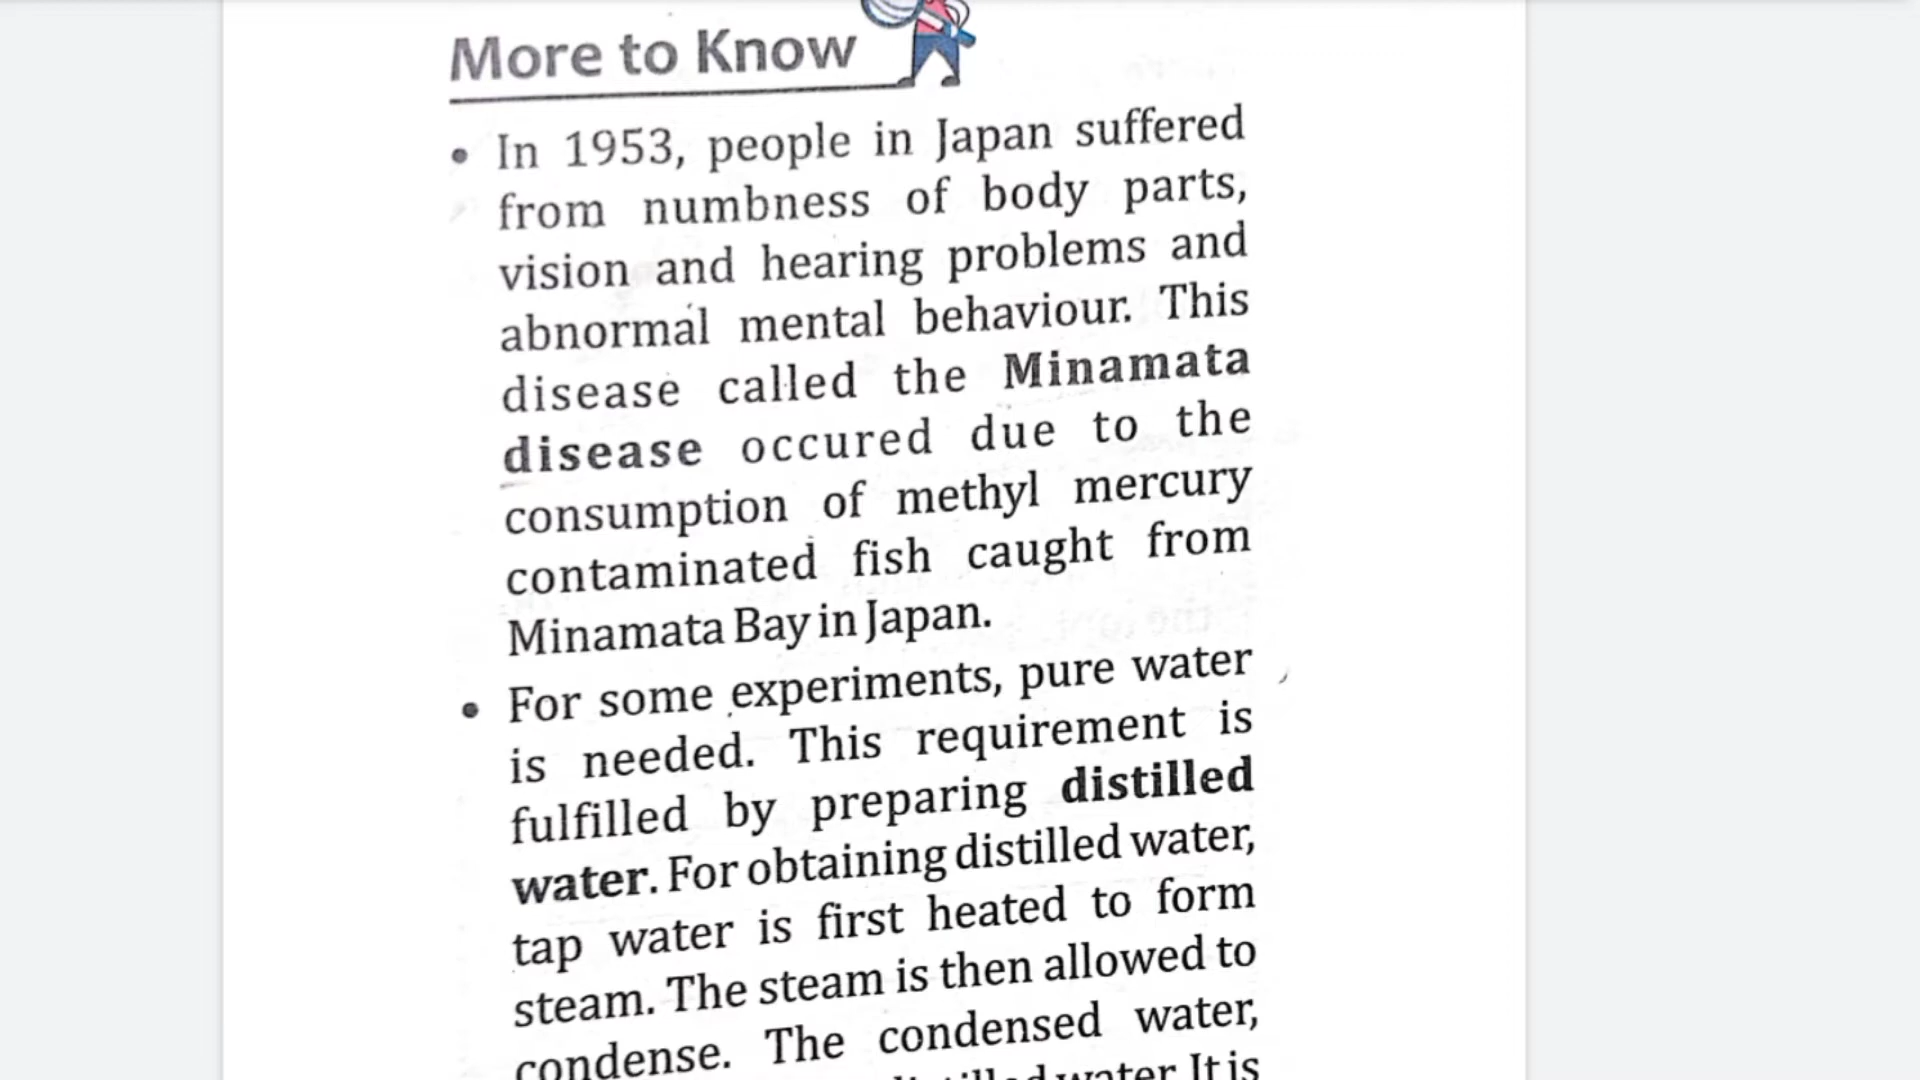 More to Know
• In 1953, people in Japan suffered
from numbness of body parts,
vision and hearing problems and
abnormal mental behaviour. This
disease called the Minamata
disease occured due to the
consumption of methyl mercury
contaminated fish caught from
Minamata Bay in Japan.
• For some experiments, pure water
is needed. This requirement is
fulfilled by preparing distilled
water. For obtaining distilled water,
tap water is first heated to form
steam. The steam is then allowed to
condense. The condensed water,
water. It is